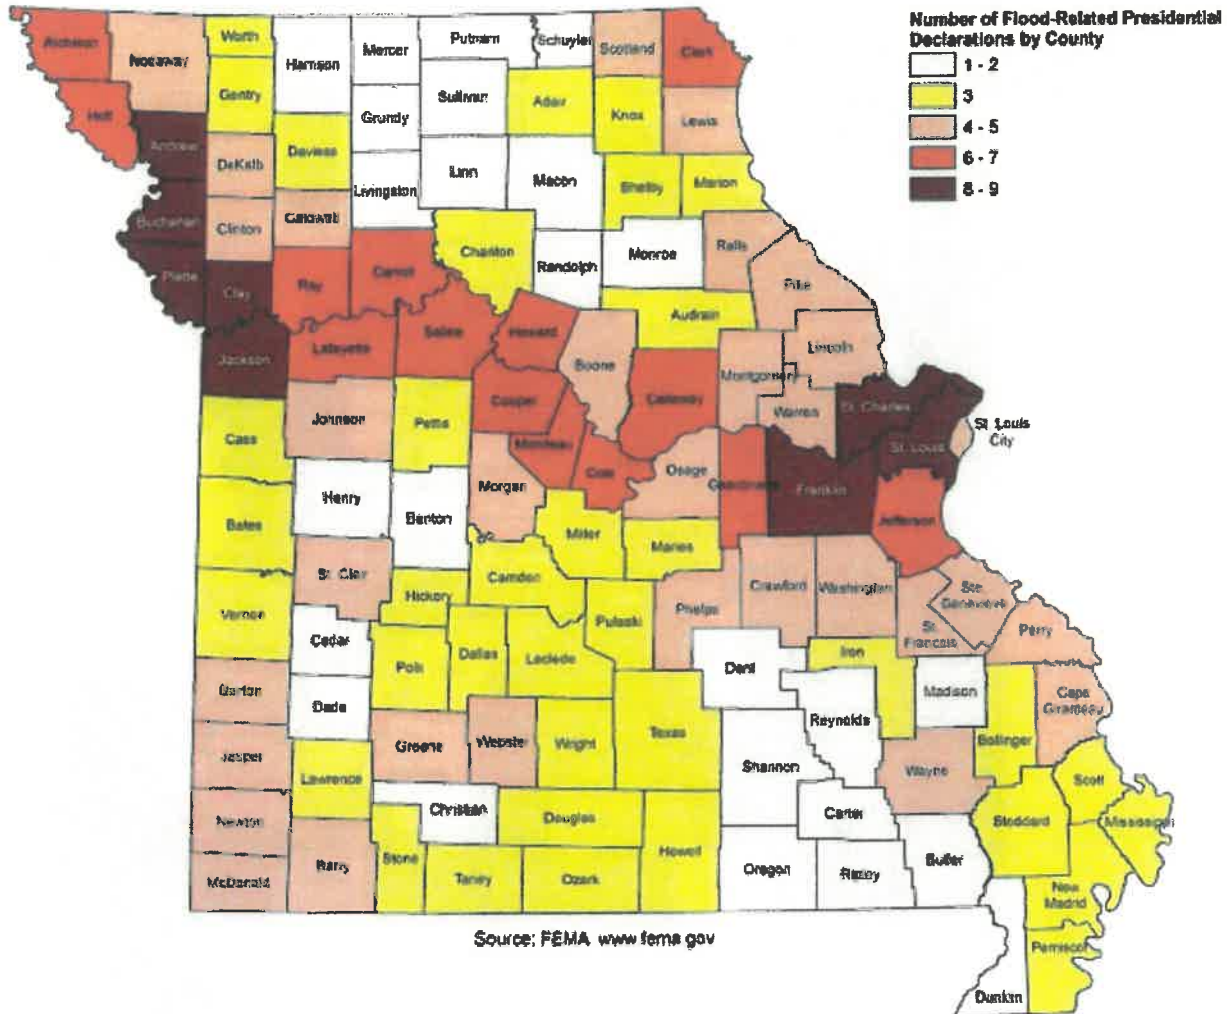 Number of Flood-Related Presidential
Declarations by County
1 - 2
3
4 - 5
6 - 7
8 - 9
Atchison
Nodaway
Worth
Harrison
Mercer
Putnam
Schuyler
Scotland
Clark
Gentry
Sullivan
Adair
Knox
Lewis
Holt
Grundy
Andrew
DeKalb
Daviess
Livingston
Linn
Macon
Shelby
Marion
Buchanan
Clinton
Caldwell
Chariton
Randolph
Monroe
Ralls
Pike
Platte
Clay
Ray
Carroll
Audrain
Jackson
Lafayette
Saline
Howard
Boone
Callaway
Montgomery
Lincoln
Warren
St. Charles
St. Louis
St. Louis
City
Cass
Johnson
Pettis
Cooper
Moniteau
Cole
Osage
Gasconade
Franklin
Jefferson
Bates
Henry
Benton
Morgan
Miller
Maries
Vernon
St. Clair
Hickory
Camden
Pulaski
Phelps
Crawford
Washington
Ste.
Genevieve
St.
Francois
Perry
Cedar
Polk
Dallas
Laclede
Dent
Iron
Madison
Cape
Girardeau
Barton
Dade
Greene
Webster
Wright
Texas
Reynolds
Bollinger
Jasper
Lawrence
Shannon
Wayne
Scott
Newton
Christian
Douglas
Howell
Carter
Stoddard
Mississippi
McDonald
Barry
Stone
Taney
Ozark
Oregon
Ripley
Butler
New
Madrid
Pemiscot
Dunklin
Source: FEMA www.fema.gov